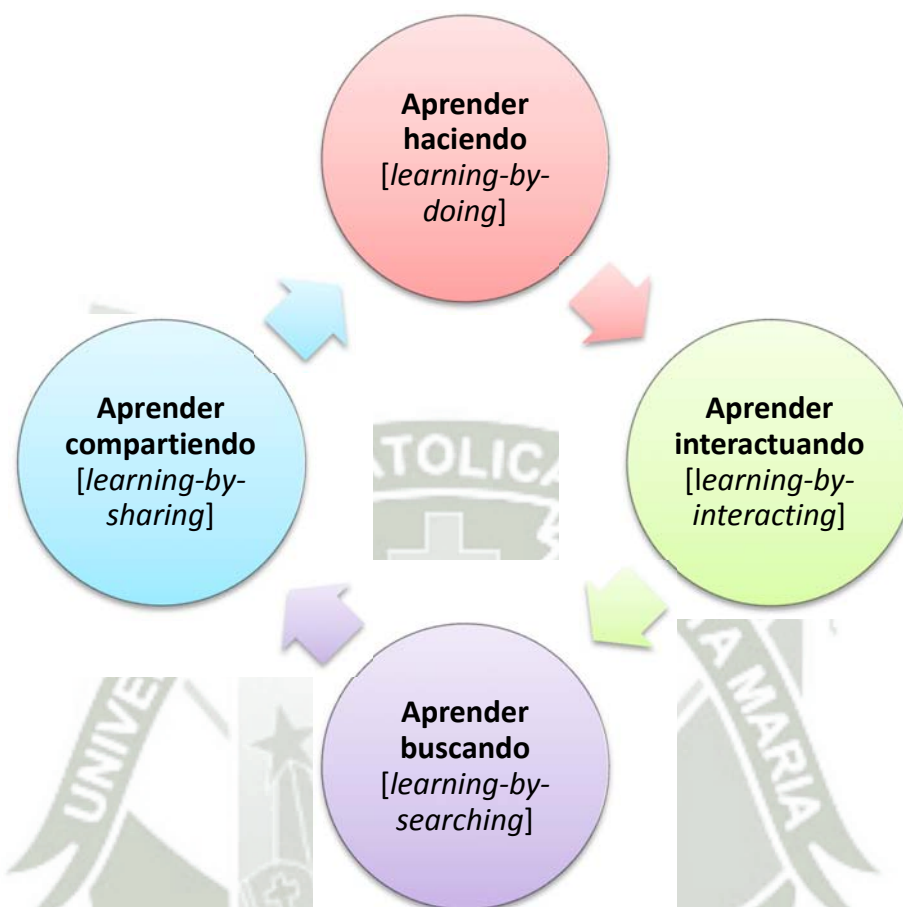 Aprender
haciendo
[learning-by-
doing]
Aprender
compartiendo
[learning-by-
sharing]
Aprender
interactuando
[learning-by-
interacting]
Aprender
buscando
[learning-by-
searching]
MARIA